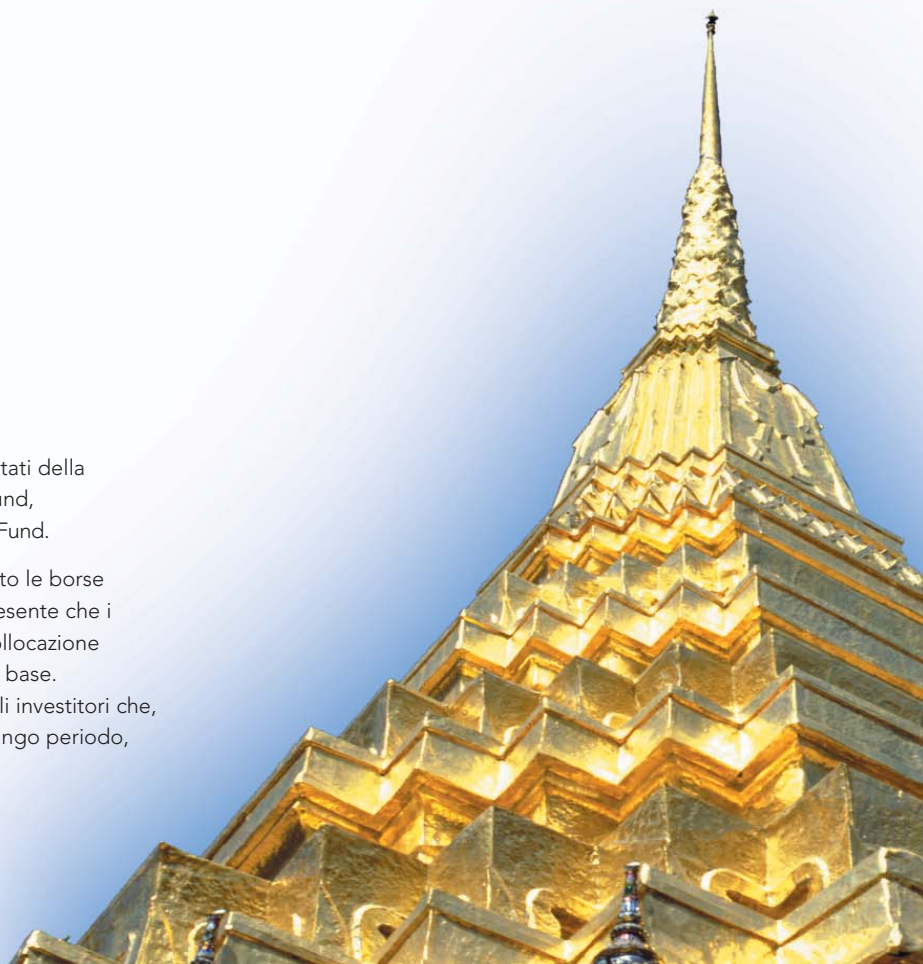 tati della
und,
Fund.
to le borse
esente che i
ollocazione
base.
li investitori che,
ngo periodo,